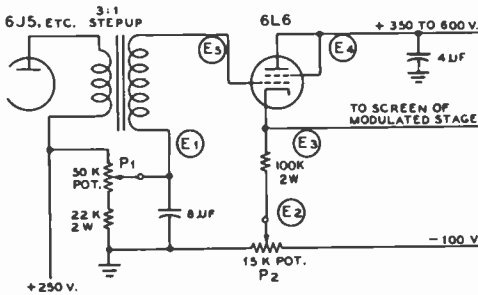 3:1
6J5, ETC. STEPUP
6L6
E5
E4
+ 350 TO 600 V.
4 µF
TO SCREEN OF
MODULATED STAGE
E1
E3
P1
50 K
POT.
100K
2 W
22 K
2 W
8 µF
E2
-100 V.
15 K POT.
P2
+250 V.